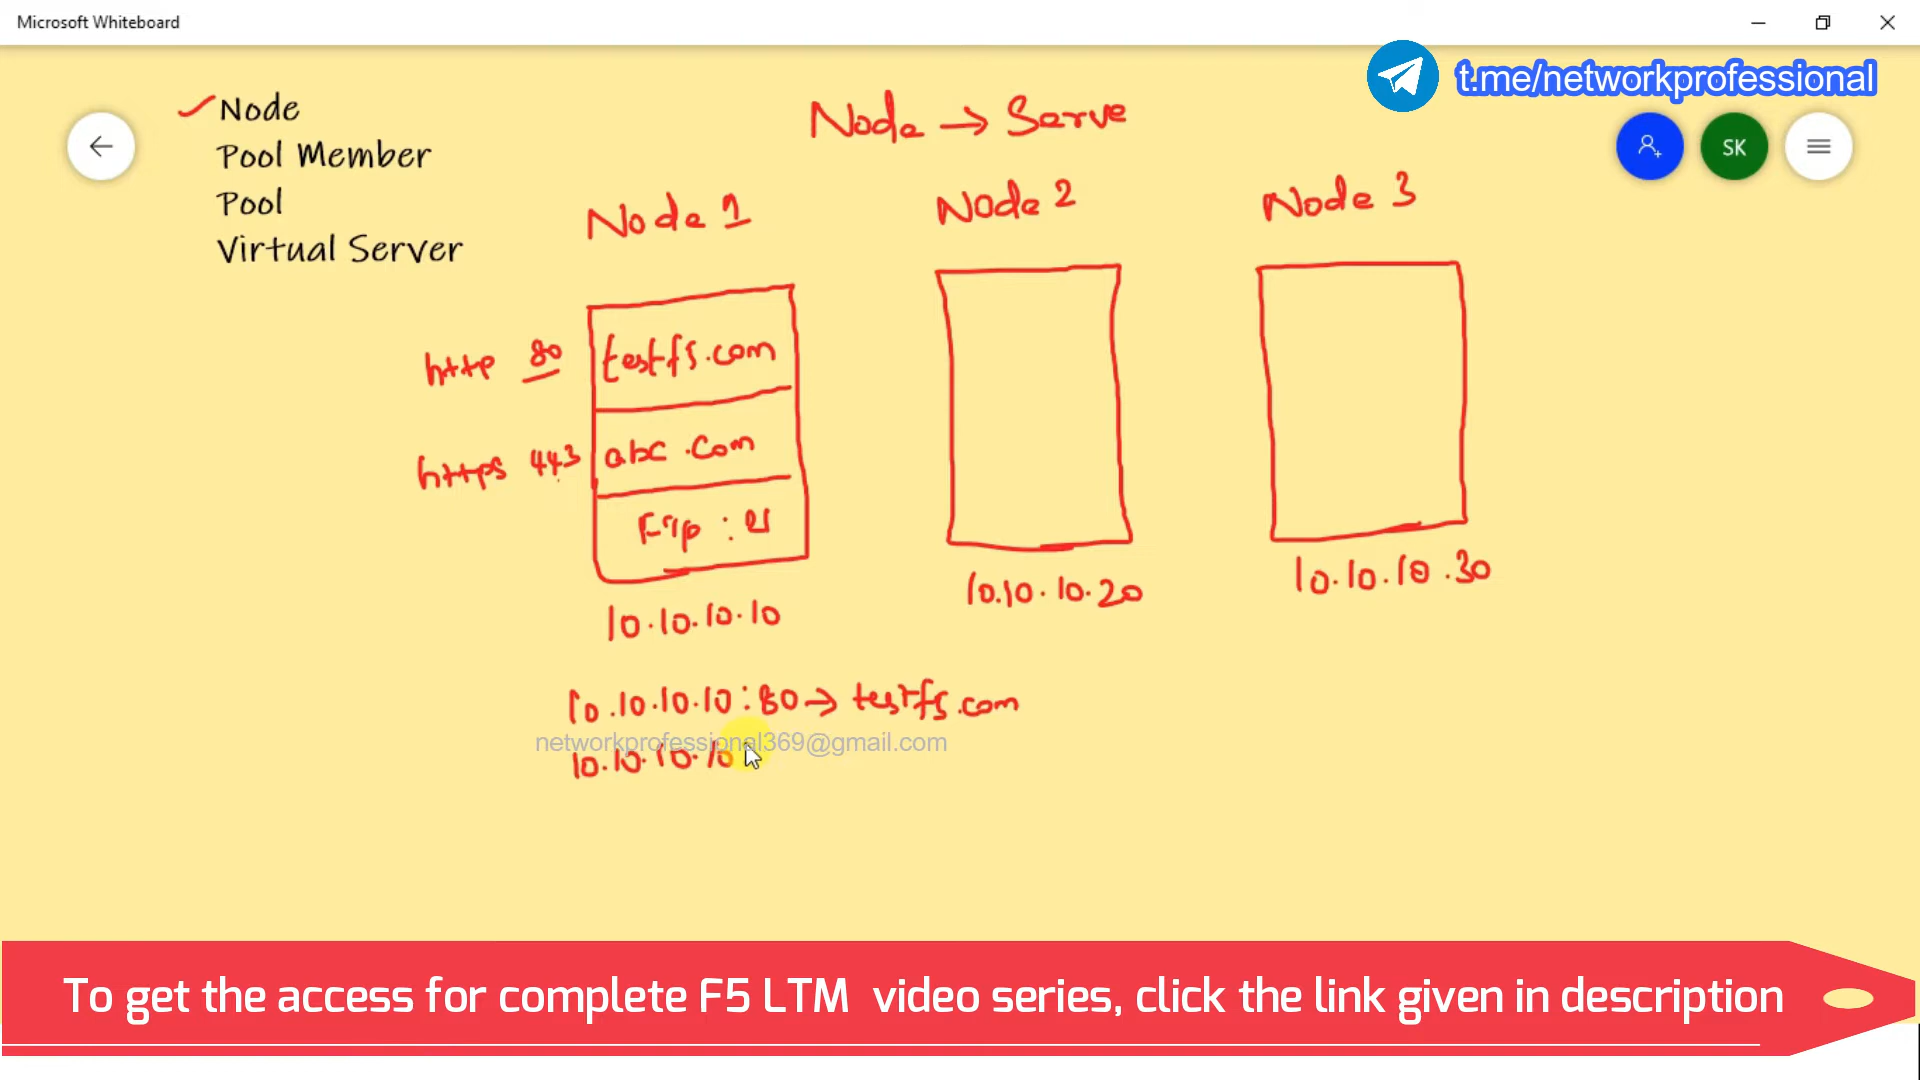 Microsoft Whiteboard
t.me/networkprofessional
Node
Pool Member
Pool
Virtual Server
SK
Node → Serve
Node 1
Node 2
Node 3
http 80
testf5.com
https 443
abc.com
Ftp : 21
10.10.10.10
10.10.10.20
10.10.10.30
10.10.10.10:80 → testf5.com
networkprofessional369@gmail.com
10.10.10.10
To get the access for complete F5 LTM video series, click the link given in description